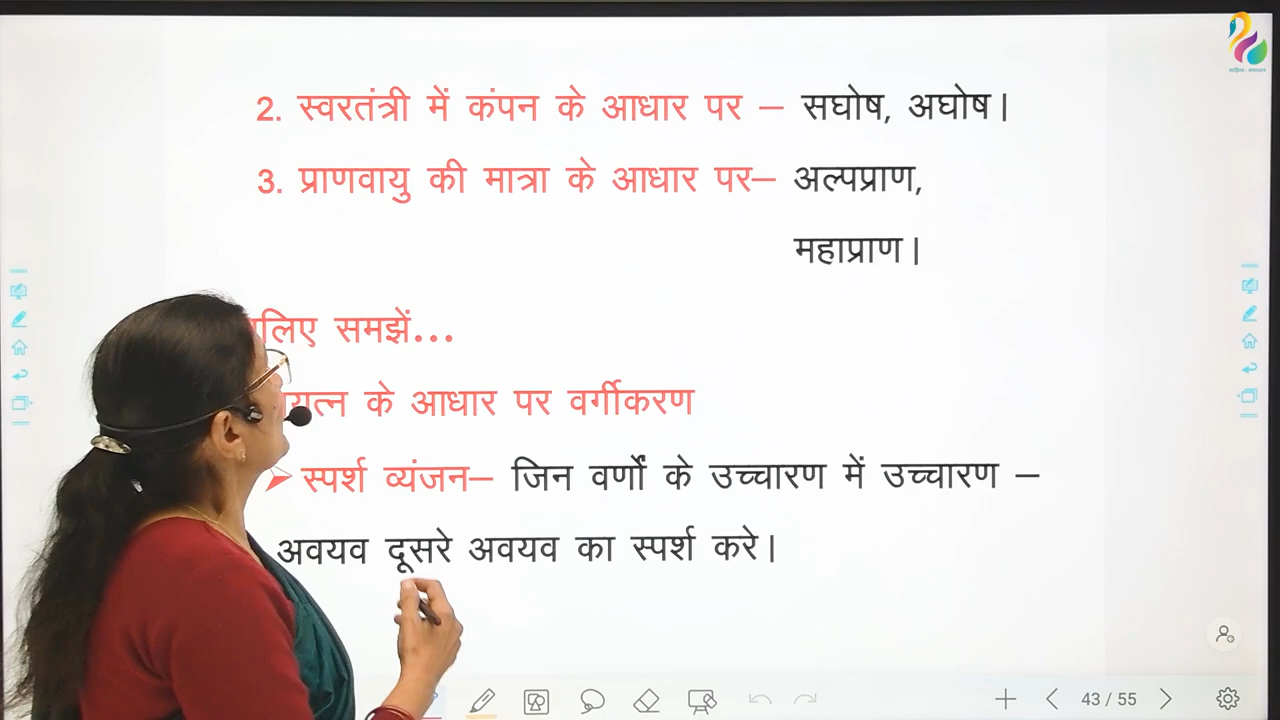 2. स्वरतंत्री में कंपन के आधार पर – सघोष, अघोष।
3. प्राणवायु की मात्रा के आधार पर– अल्पप्राण,
महाप्राण।
समझें...
के आधार पर वर्गीकरण
➢ स्पर्श व्यंजन– जिन वर्णों के उच्चारण में उच्चारण –
अवयव दूसरे अवयव का स्पर्श करे।
43 / 55